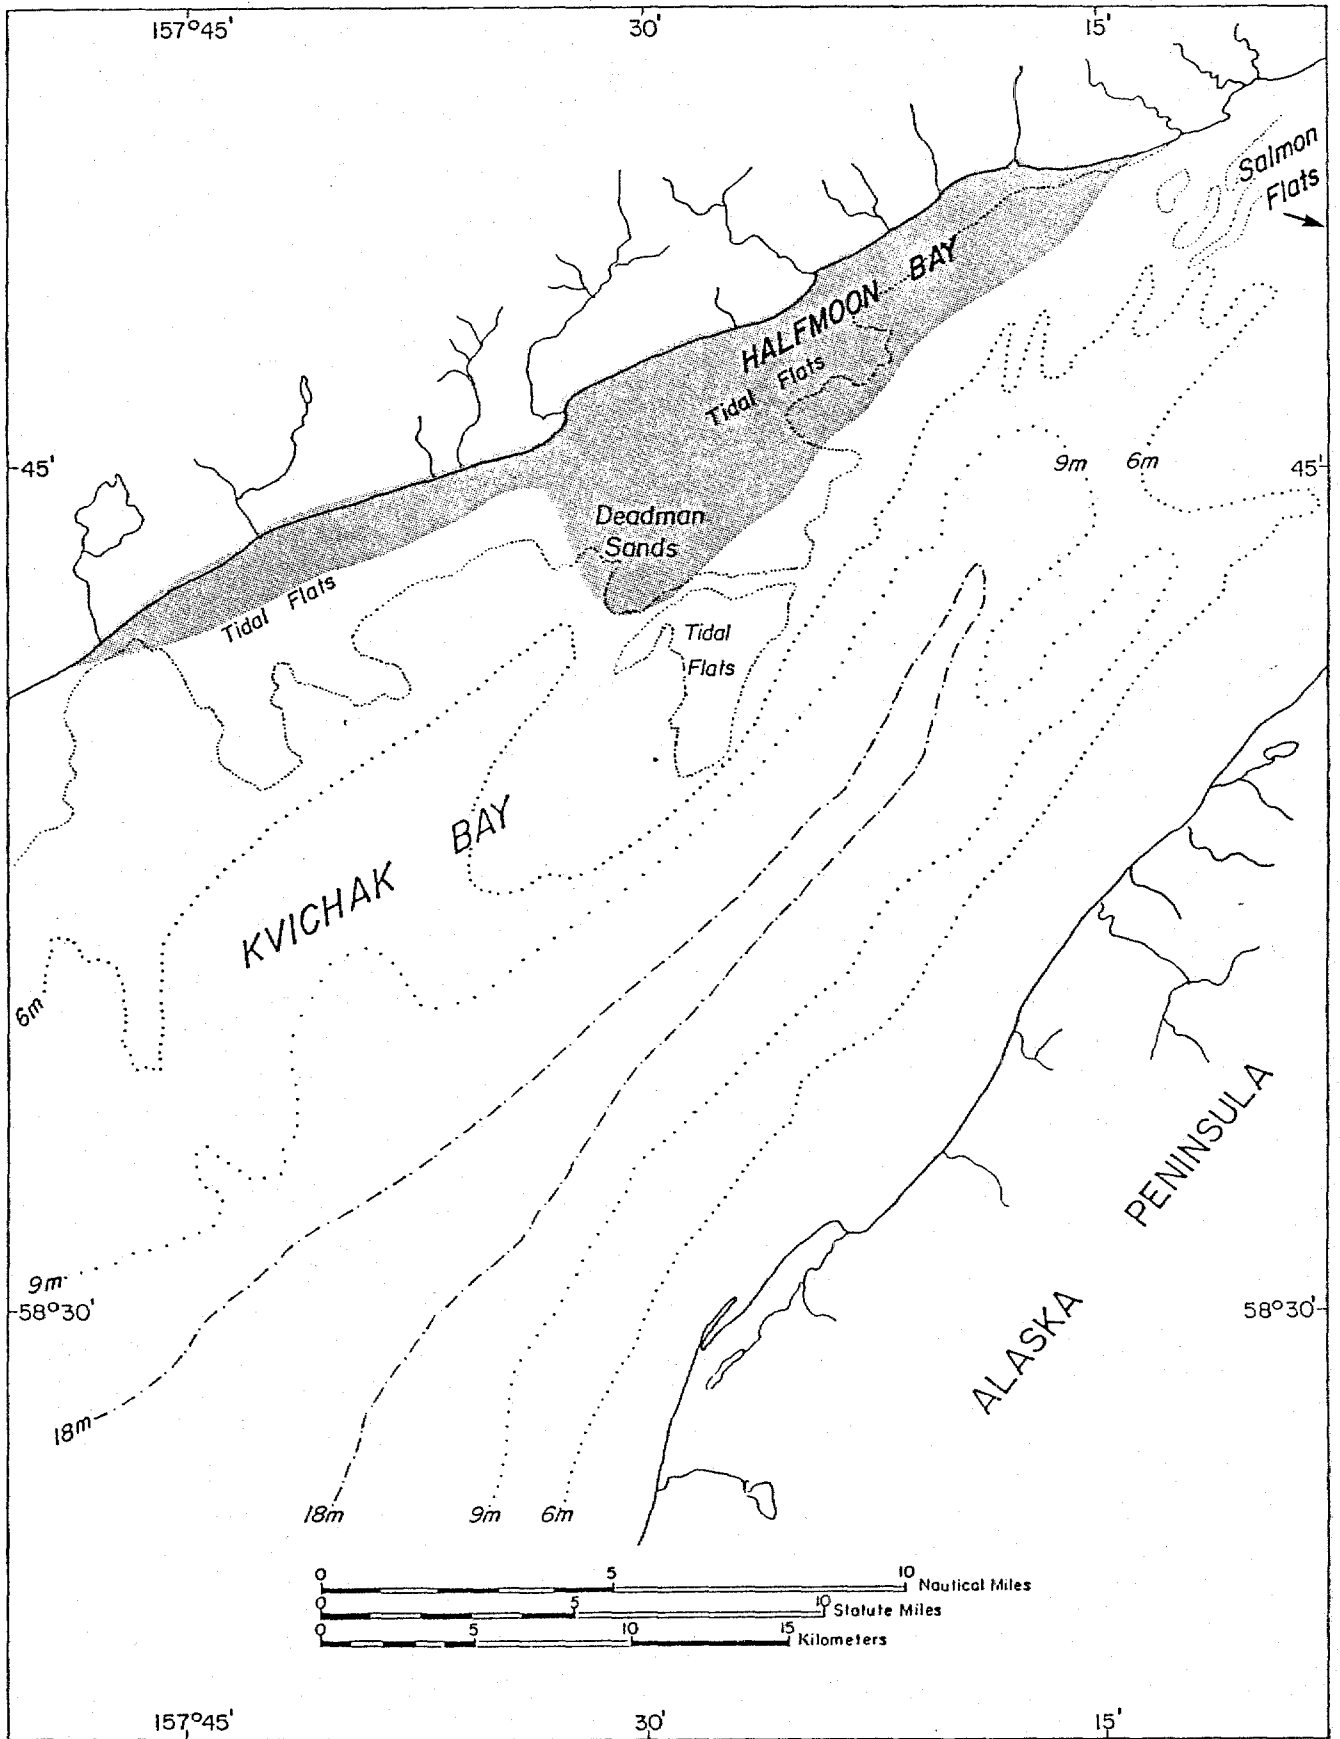 157°45' 30' 15'
Salmon
Flats
HALFMOON BAY
Tidal Flats
45' 45'
9m 6m
Deadman
Sands
Tidal Flats
Tidal
Flats
KVICHAK BAY
6m
PENINSULA
ALASKA
9m
58°30' 58°30'
18m
18m 9m 6m
0 5 10 Nautical Miles
0 5 10 Statute Miles
0 5 10 15 Kilometers
157°45' 30' 15'